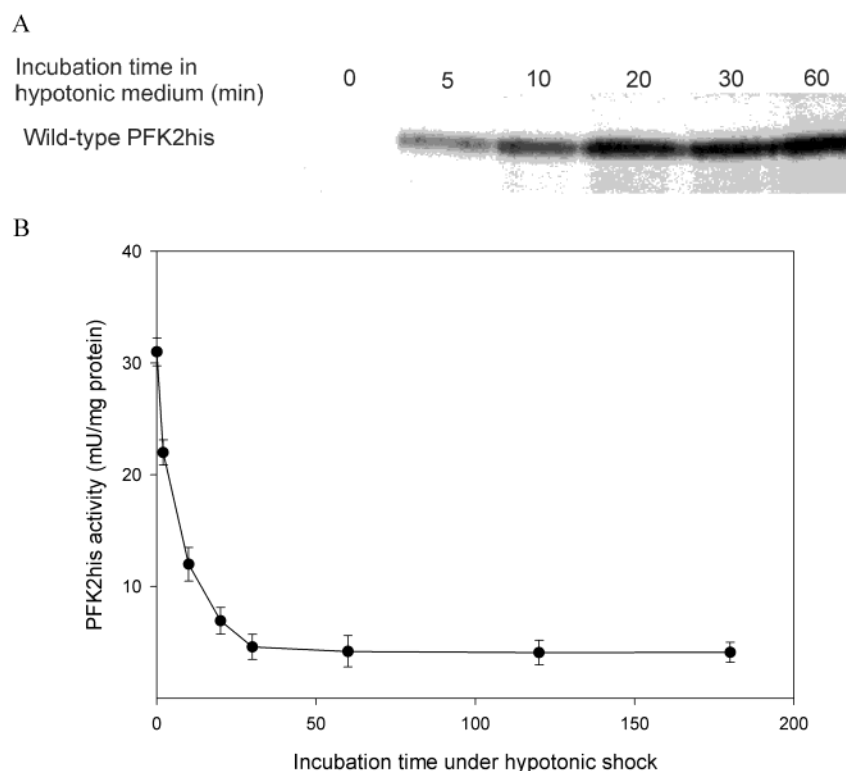 A
Incubation time in
hypotonic medium (min)
0 5 10 20 30 60
Wild-type PFK2his
B
PFK2his activity (mU/mg protein)
40
30
20
10
0 50 100 150 200
Incubation time under hypotonic shock